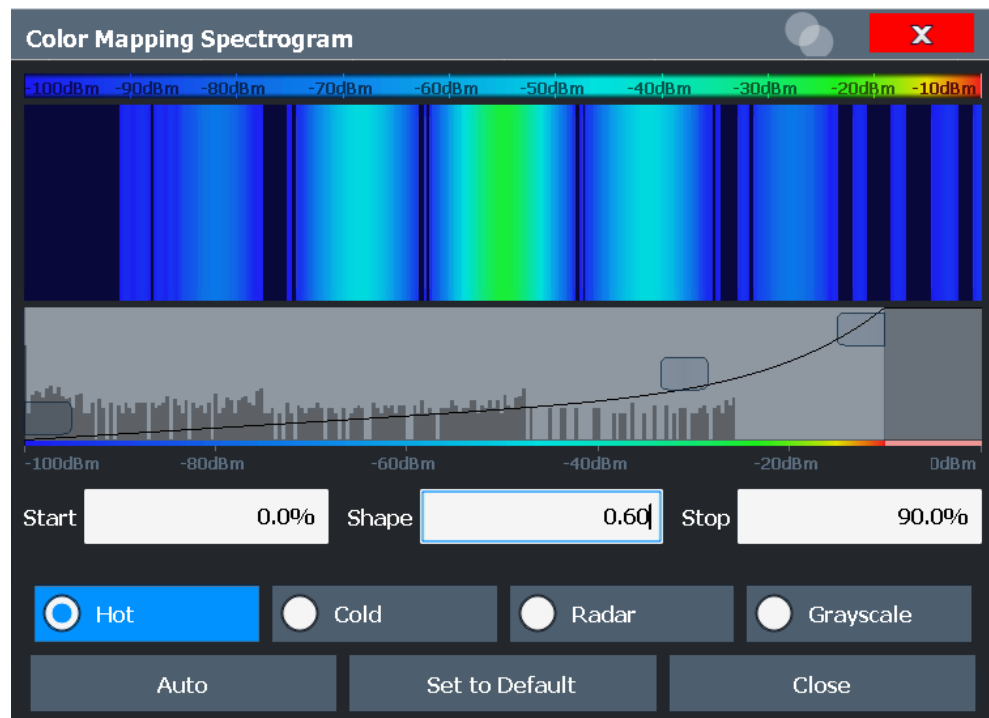 Color Mapping Spectrogram X
-100dBm -90dBm -80dBm -70dBm -60dBm -50dBm -40dBm -30dBm -20dBm -10dBm
-100dBm -80dBm -60dBm -40dBm -20dBm 0dBm
Start 0.0% Shape 0.60 Stop 90.0%
Hot Cold Radar Grayscale
Auto Set to Default Close